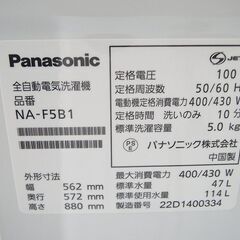 Panasonic
全自動電気洗濯機
品番
NA-F5B1
外形寸法
幅 562 mm
奥行 572 mm
高さ 880 mm
JET
定格電圧 100
定格周波数 50/60 H
電動機定格消費電力 400/430 W
定格時間 洗いのみ 10 分
標準洗濯容量 5.0 k
PS
E
パナソニック株
中国製
最大消費電力 400/430 W
標準水量 47 L
標準使用水量 114 L
製造番号 22D1400334